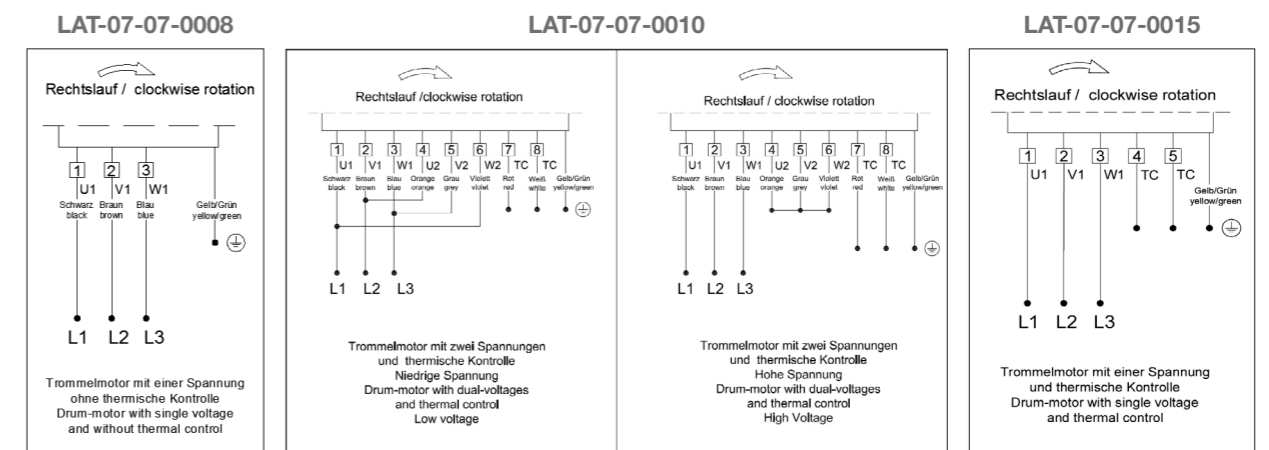 LAT-07-07-0008
Rechtslauf / clockwise rotation
1 2 3
U1 V1 W1
Schwarz Braun Blau Gelb/Grün
black brown blue yellow/green
L1 L2 L3
Trommelmotor mit einer Spannung
ohne thermische Kontrolle
Drum-motor with single voltage
and without thermal control
LAT-07-07-0010
Rechtslauf /clockwise rotation
1 2 3 4 5 6 7 8
U1 V1 W1 U2 V2 W2 TC TC
Schwarz Braun Blau Orange Grau Violett Rot Weiß Gelb/Grün
black brown blue orange grey violet red white yellow/green
L1 L2 L3
Trommelmotor mit zwei Spannungen
und thermische Kontrolle
Niedrige Spannung
Drum-motor with dual-voltages
and thermal control
Low voltage
Rechtslauf / clockwise rotation
1 2 3 4 5 6 7 8
U1 V1 W1 U2 V2 W2 TC TC
Schwarz Braun Blau Orange Grau Violett Rot Weiß Gelb/Grün
black brown blue orange grey violet red white yellow/green
L1 L2 L3
Trommelmotor mit zwei Spannungen
und thermische Kontrolle
Hohe Spannung
Drum-motor with dual-voltages
and thermal control
High Voltage
LAT-07-07-0015
Rechtslauf / clockwise rotation
1 2 3 4 5
U1 V1 W1 TC TC
Gelb/Grün
yellow/green
L1 L2 L3
Trommelmotor mit einer Spannung
und thermische Kontrolle
Drum-motor with single voltage
and thermal control